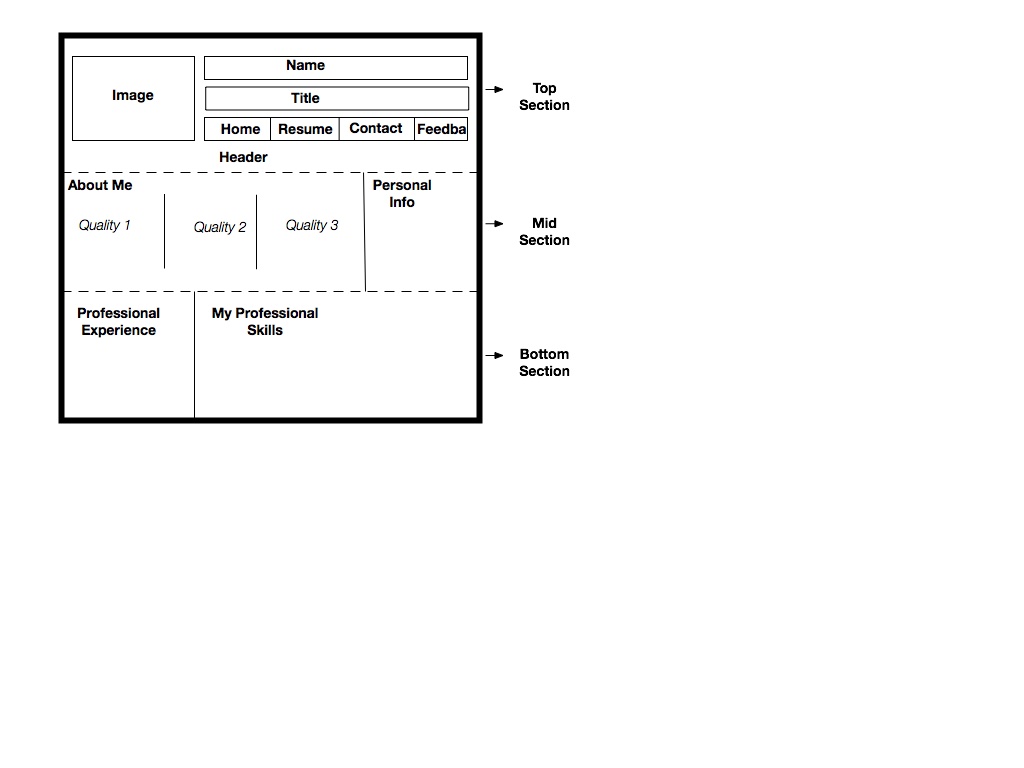 Name
Image
Title
Top
Section
Home Resume Contact Feedba
Header
About Me
Personal
Info
Quality 1 Quality 2 Quality 3
Mid
Section
Professional
Experience
My Professional
Skills
Bottom
Section